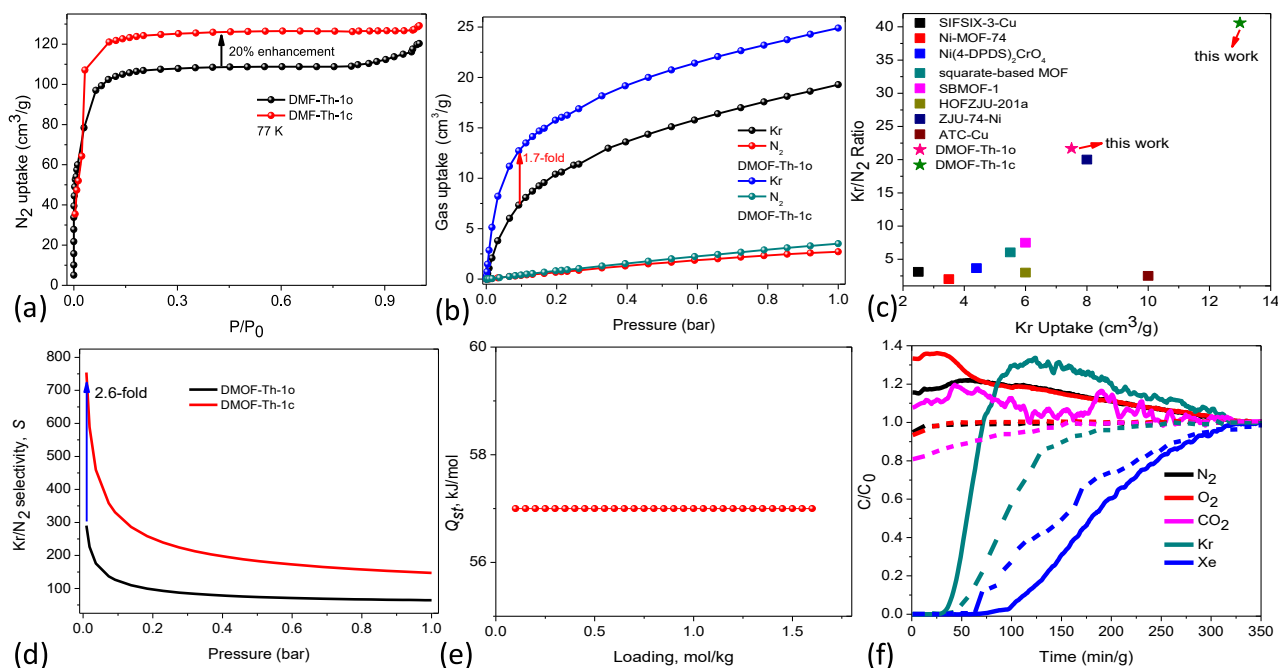 N₂ uptake (cm³/g)
120
100
80
60
40
20
0
20% enhancement
DMF-Th-1o
DMF-Th-1c
77 K
0.0
0.3
0.6
0.9
P/P₀
(a)
Gas uptake (cm³/g)
25
20
15
10
5
0
1.7-fold
Kr
N₂
DMOF-Th-1o
Kr
N₂
DMOF-Th-1c
0.0
0.2
0.4
0.6
0.8
1.0
Pressure (bar)
(b)
Kr/N₂ Ratio
40
35
30
25
20
15
10
5
SIFSIX-3-Cu
Ni-MOF-74
Ni(4-DPDS)₂CrO₄
squarate-based MOF
SBMOF-1
HOFZJU-201a
ZJU-74-Ni
ATC-Cu
DMOF-Th-1o
DMOF-Th-1c
this work
this work
2
4
6
8
10
12
14
Kr Uptake (cm³/g)
(c)
Kr/N₂ selectivity, S
800
700
600
500
400
300
200
100
2.6-fold
DMOF-Th-1o
DMOF-Th-1c
0.0
0.2
0.4
0.6
0.8
1.0
Pressure (bar)
(d)
Qst, kJ/mol
60
58
56
0.0
0.5
1.0
1.5
Loading, mol/kg
(e)
C/C₀
1.4
1.2
1.0
0.8
0.6
0.4
0.2
0.0
N₂
O₂
CO₂
Kr
Xe
0
50
100
150
200
250
300
350
Time (min/g)
(f)